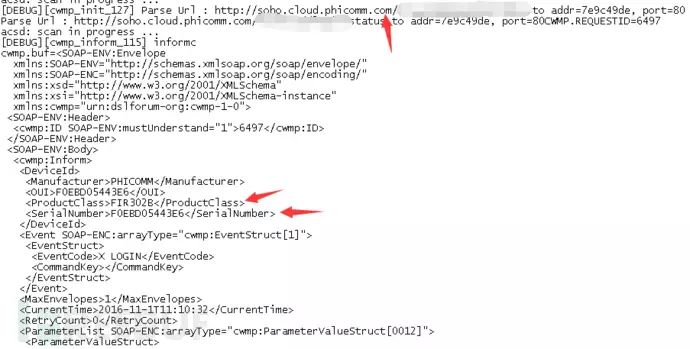 [DEBUG][cwmp_init_127] Parse Url : http://soho.cloud.phicomm.com/ to addr=7e9c49de, port=80
Parse Url : http://soho.cloud.phicomm. status to addr=7e9c49de, port=80CWMP.REQUESTID=6497
acsd: scan in progress ...
[DEBUG][cwmp_inform_115] informc
cwmp.buf=<SOAP-ENV:Envelope
xmlns:SOAP-ENV="http://schemas.xmlsoap.org/soap/envelope/"
xmlns:SOAP-ENC="http://schemas.xmlsoap.org/soap/encoding/"
xmlns:xsd="http://www.w3.org/2001/XMLSchema"
xmlns:xsi="http://www.w3.org/2001/XMLSchema-instance"
xmlns:cwmp="urn:dslforum-org:cwmp-1-0">
<SOAP-ENV:Header>
<cwmp:ID SOAP-ENV:mustUnderstand="1">6497</cwmp:ID>
</SOAP-ENV:Header>
<SOAP-ENV:Body>
<cwmp:Inform>
<DeviceId>
<Manufacturer>PHICOMM</Manufacturer>
<OUI>F0EBD05443E6</OUI>
<ProductClass>FIR302B</ProductClass>
<SerialNumber>F0EBD05443E6</SerialNumber>
</DeviceId>
<Event SOAP-ENC:arrayType="cwmp:EventStruct[1]">
<EventStruct>
<EventCode>X LOGIN</EventCode>
<CommandKey></CommandKey>
</EventStruct>
</Event>
<MaxEnvelopes>1</MaxEnvelopes>
<CurrentTime>2016-11-1T11:10:32</CurrentTime>
<RetryCount>0</RetryCount>
<ParameterList SOAP-ENC:arrayType="cwmp:ParameterValueStruct[0012]">
<ParameterValueStruct>